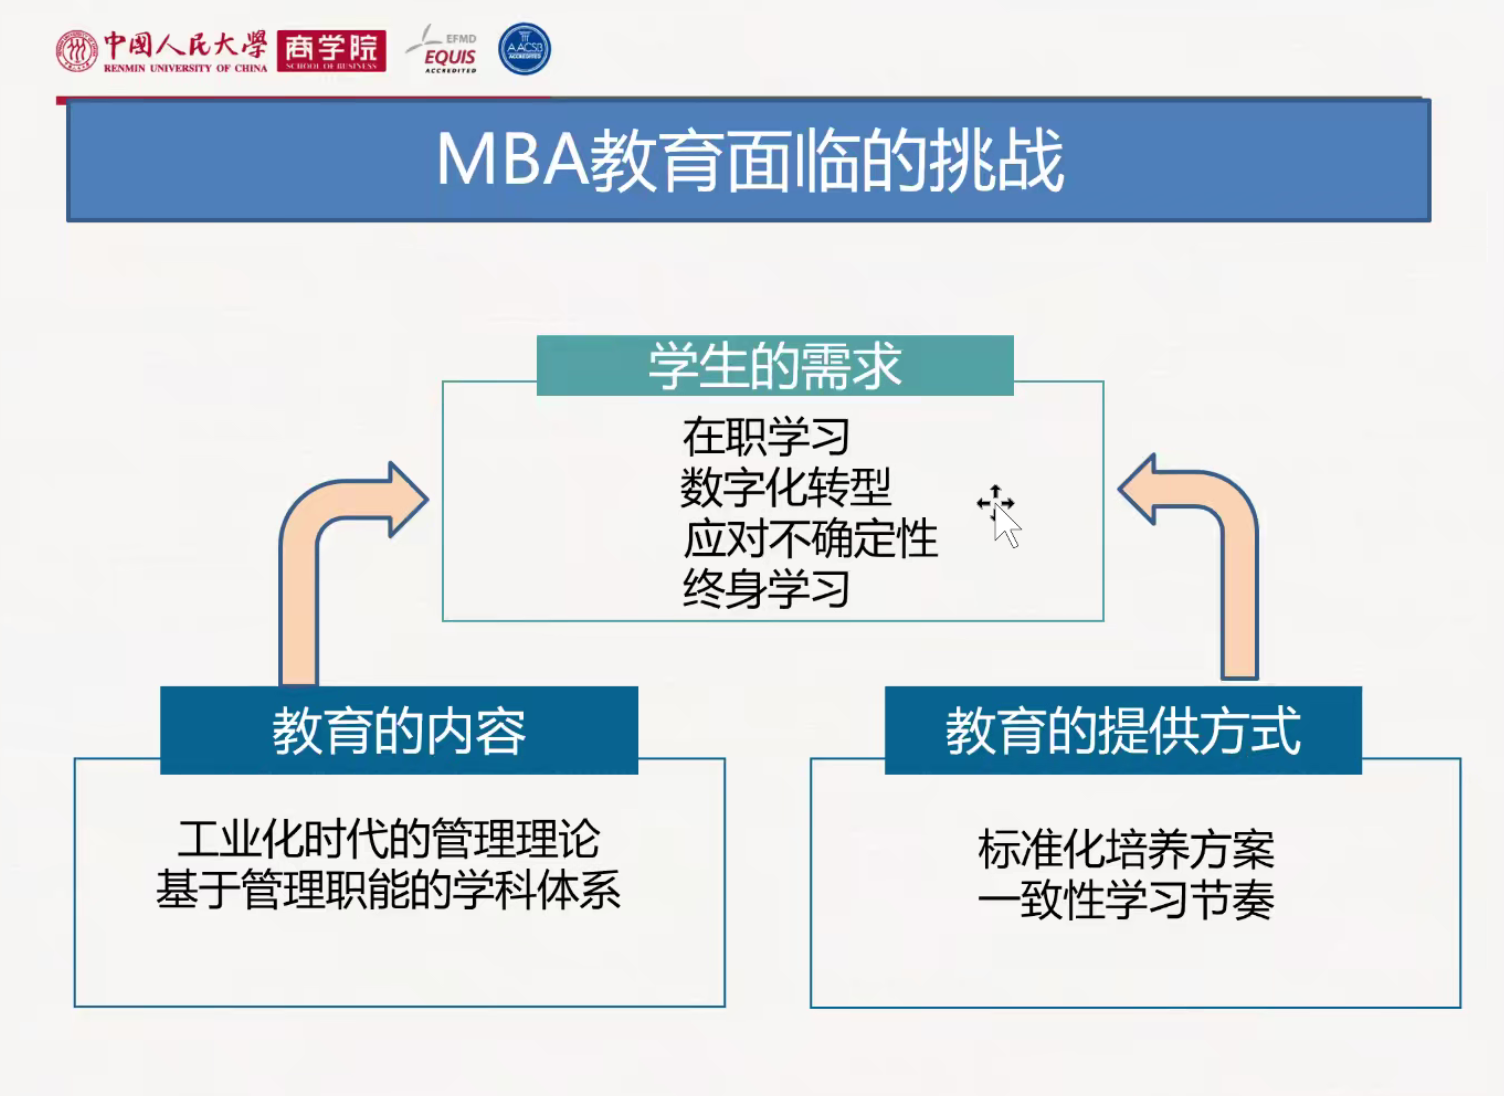 中国人民大学
RENMIN UNIVERSITY OF CHINA
商学院
SCHOOL OF BUSINESS
EFMD
EQUIS
ACCREDITED
AACSB
ACCREDITED
MBA教育面临的挑战
学生的需求
在职学习
数字化转型
应对不确定性
终身学习
教育的内容
工业化时代的管理理论
基于管理职能的学科体系
教育的提供方式
标准化培养方案
一致性学习节奏